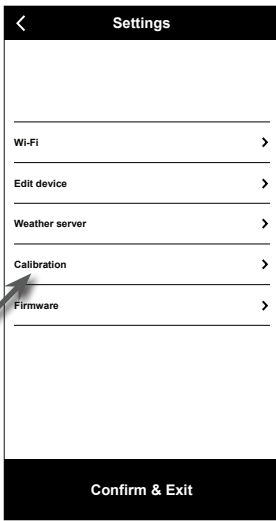 Settings
Wi-Fi
Edit device
Weather server
Calibration
Firmware
Confirm & Exit